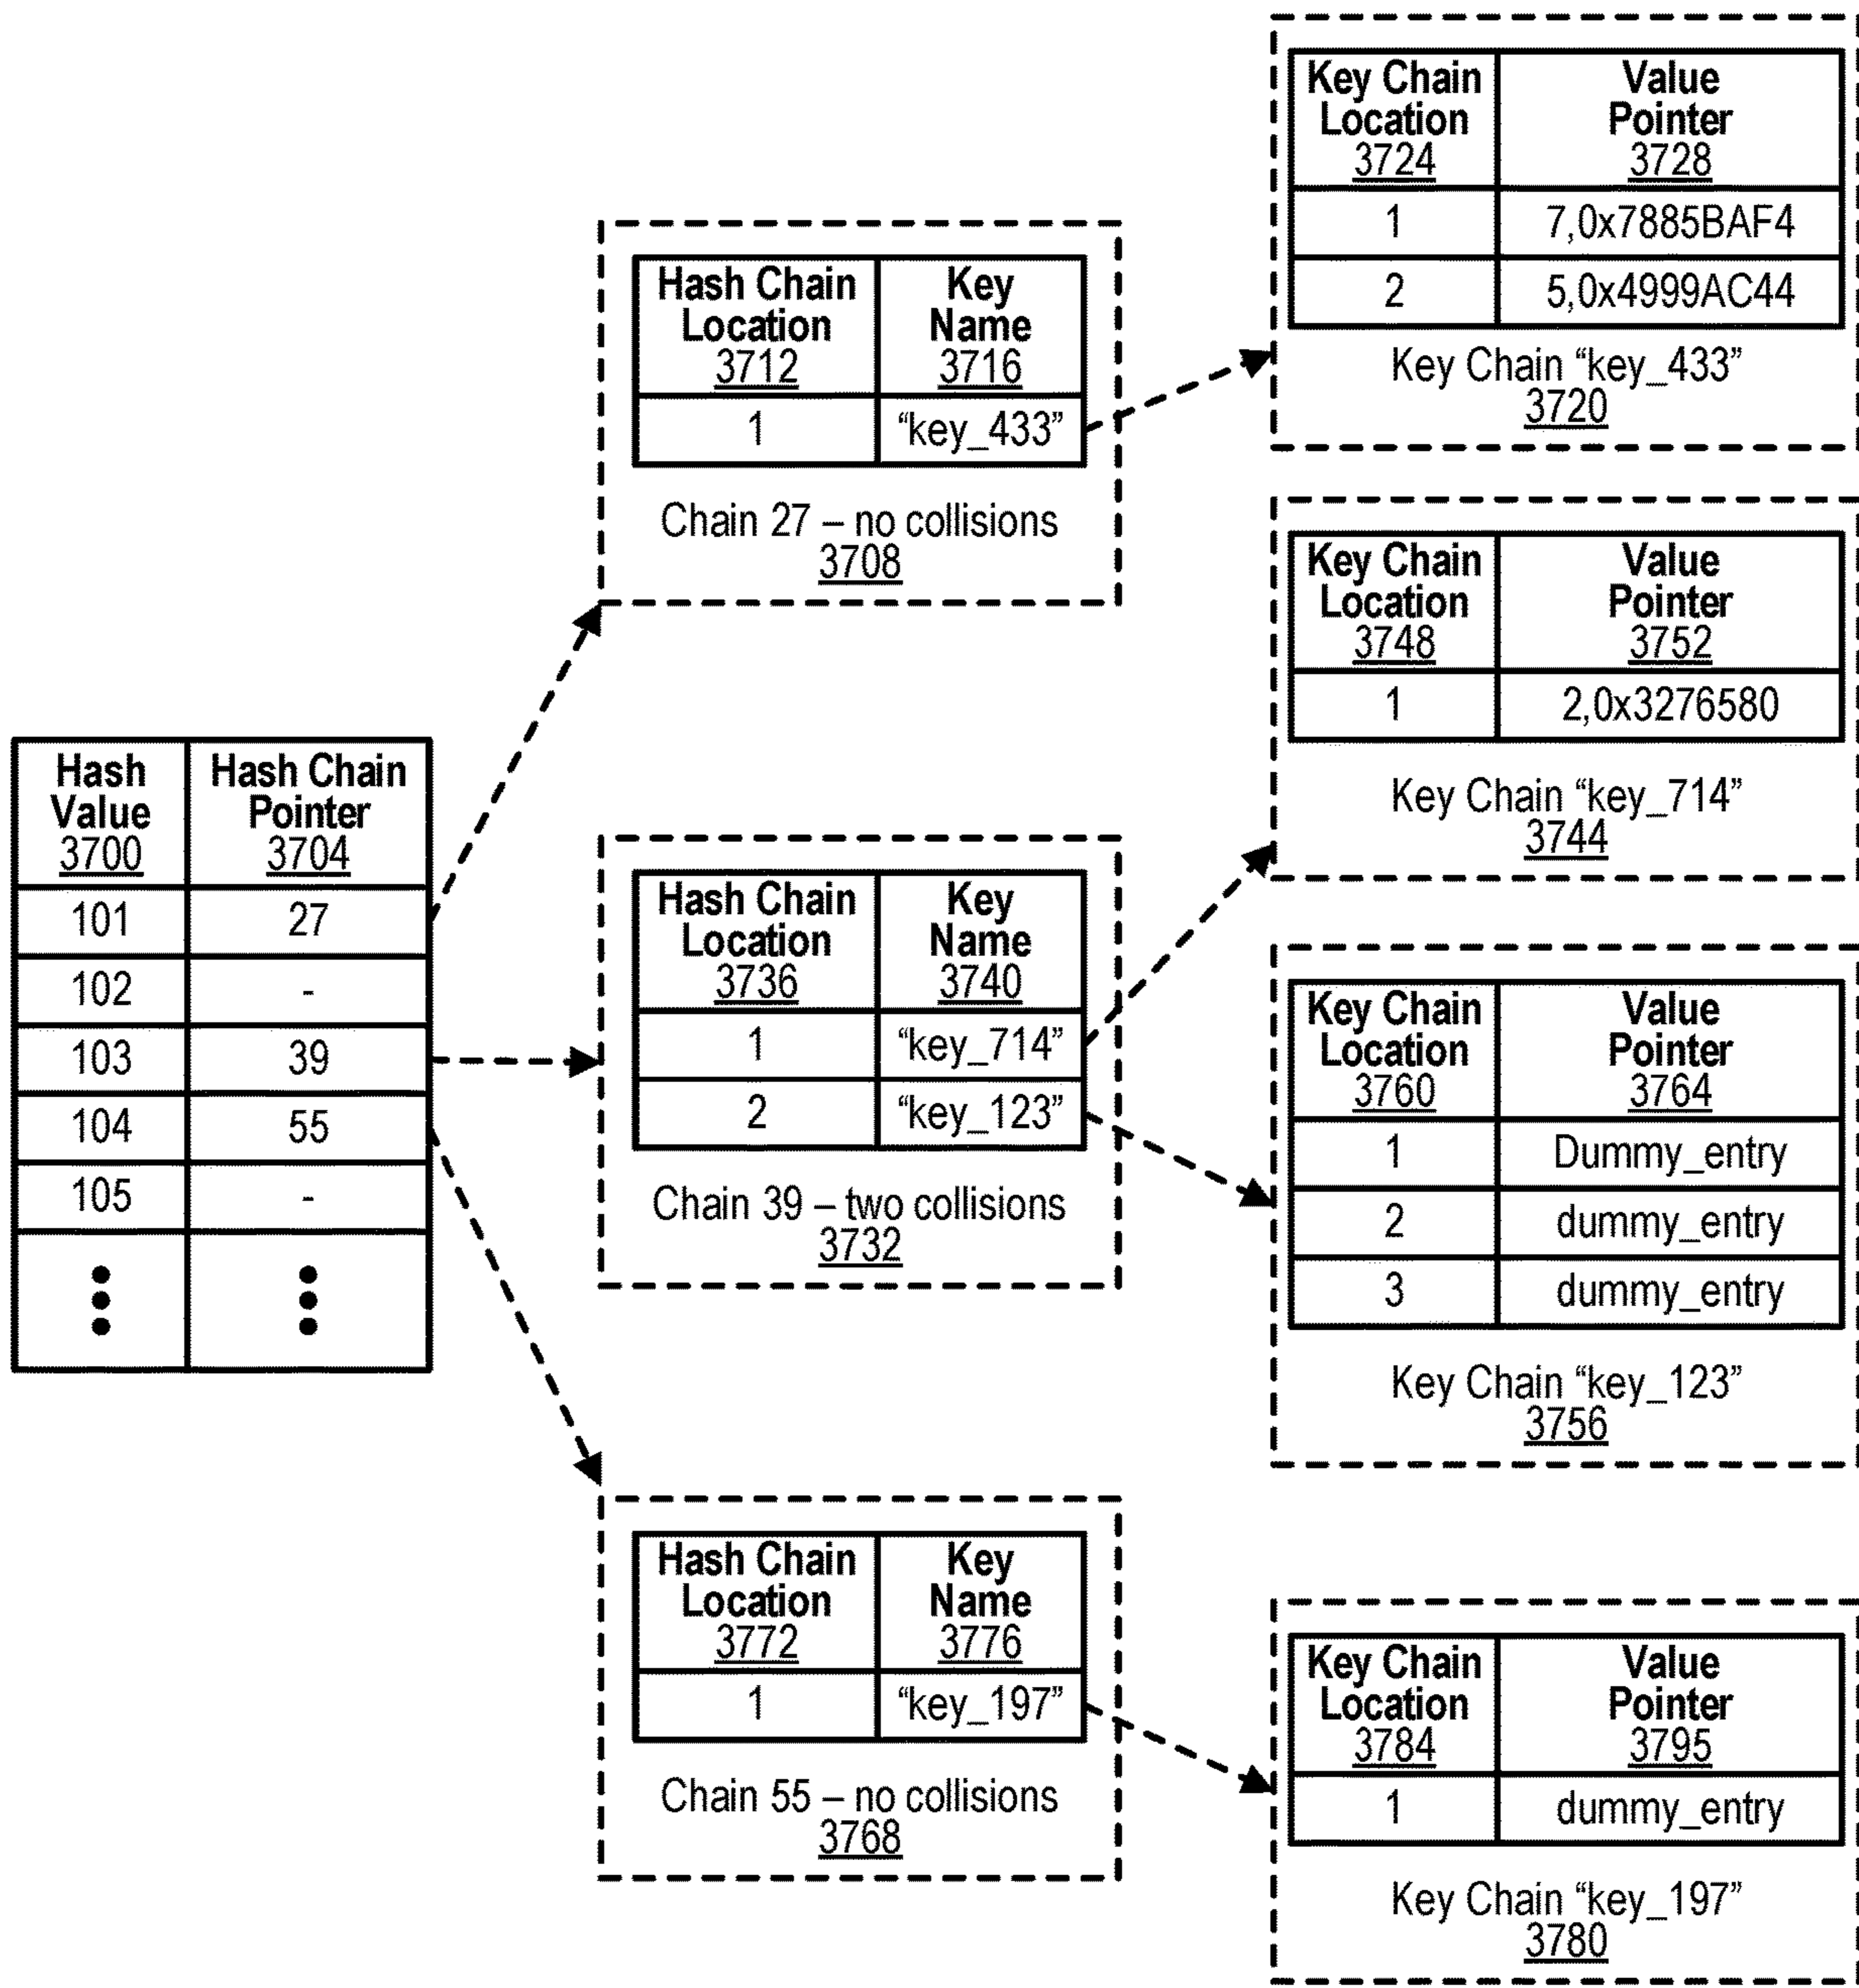 Hash Value 3700 Hash Chain Pointer 3704
101 27
102 -
103 39
104 55
105 -
Hash Chain Location 3712 Key Name 3716
1 “key_433”
Chain 27 – no collisions
3708
Hash Chain Location 3736 Key Name 3740
1 “key_714”
2 “key_123”
Chain 39 – two collisions
3732
Hash Chain Location 3772 Key Name 3776
1 “key_197”
Chain 55 – no collisions
3768
Key Chain Location 3724 Value Pointer 3728
1 7,0x7885BAF4
2 5,0x4999AC44
Key Chain “key_433”
3720
Key Chain Location 3748 Value Pointer 3752
1 2,0x3276580
Key Chain “key_714”
3744
Key Chain Location 3760 Value Pointer 3764
1 Dummy_entry
2 dummy_entry
3 dummy_entry
Key Chain “key_123”
3756
Key Chain Location 3784 Value Pointer 3795
1 dummy_entry
Key Chain “key_197”
3780